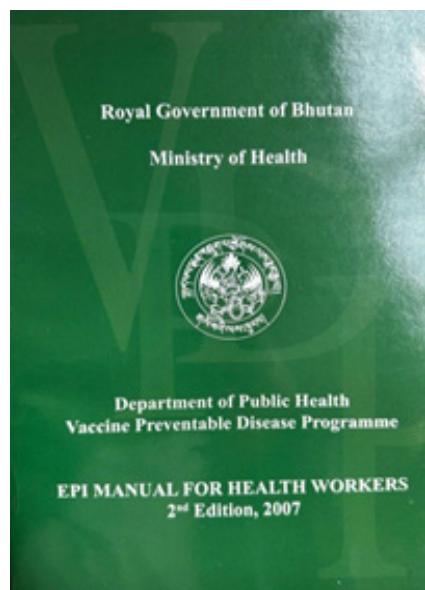 Royal Government of Bhutan
Ministry of Health
Department of Public Health
Vaccine Preventable Disease Programme
EPI MANUAL FOR HEALTH WORKERS
2nd Edition, 2007